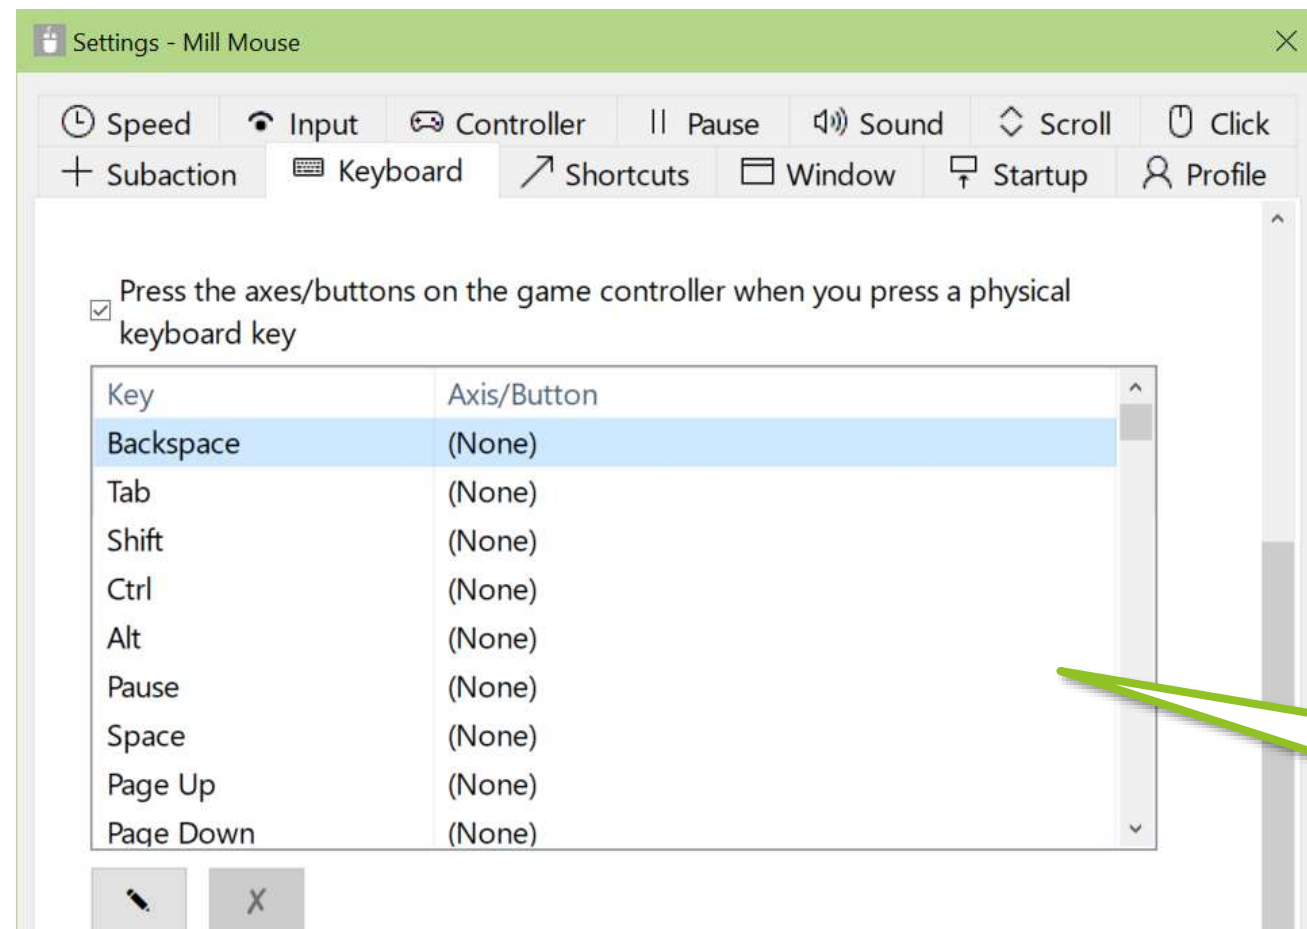 Settings - Mill Mouse
Speed Input Controller Pause Sound Scroll Click
Subaction Keyboard Shortcuts Window Startup Profile
Press the axes/buttons on the game controller when you press a physical
keyboard key
Key Axis/Button
Backspace (None)
Tab (None)
Shift (None)
Ctrl (None)
Alt (None)
Pause (None)
Space (None)
Page Up (None)
Page Down (None)